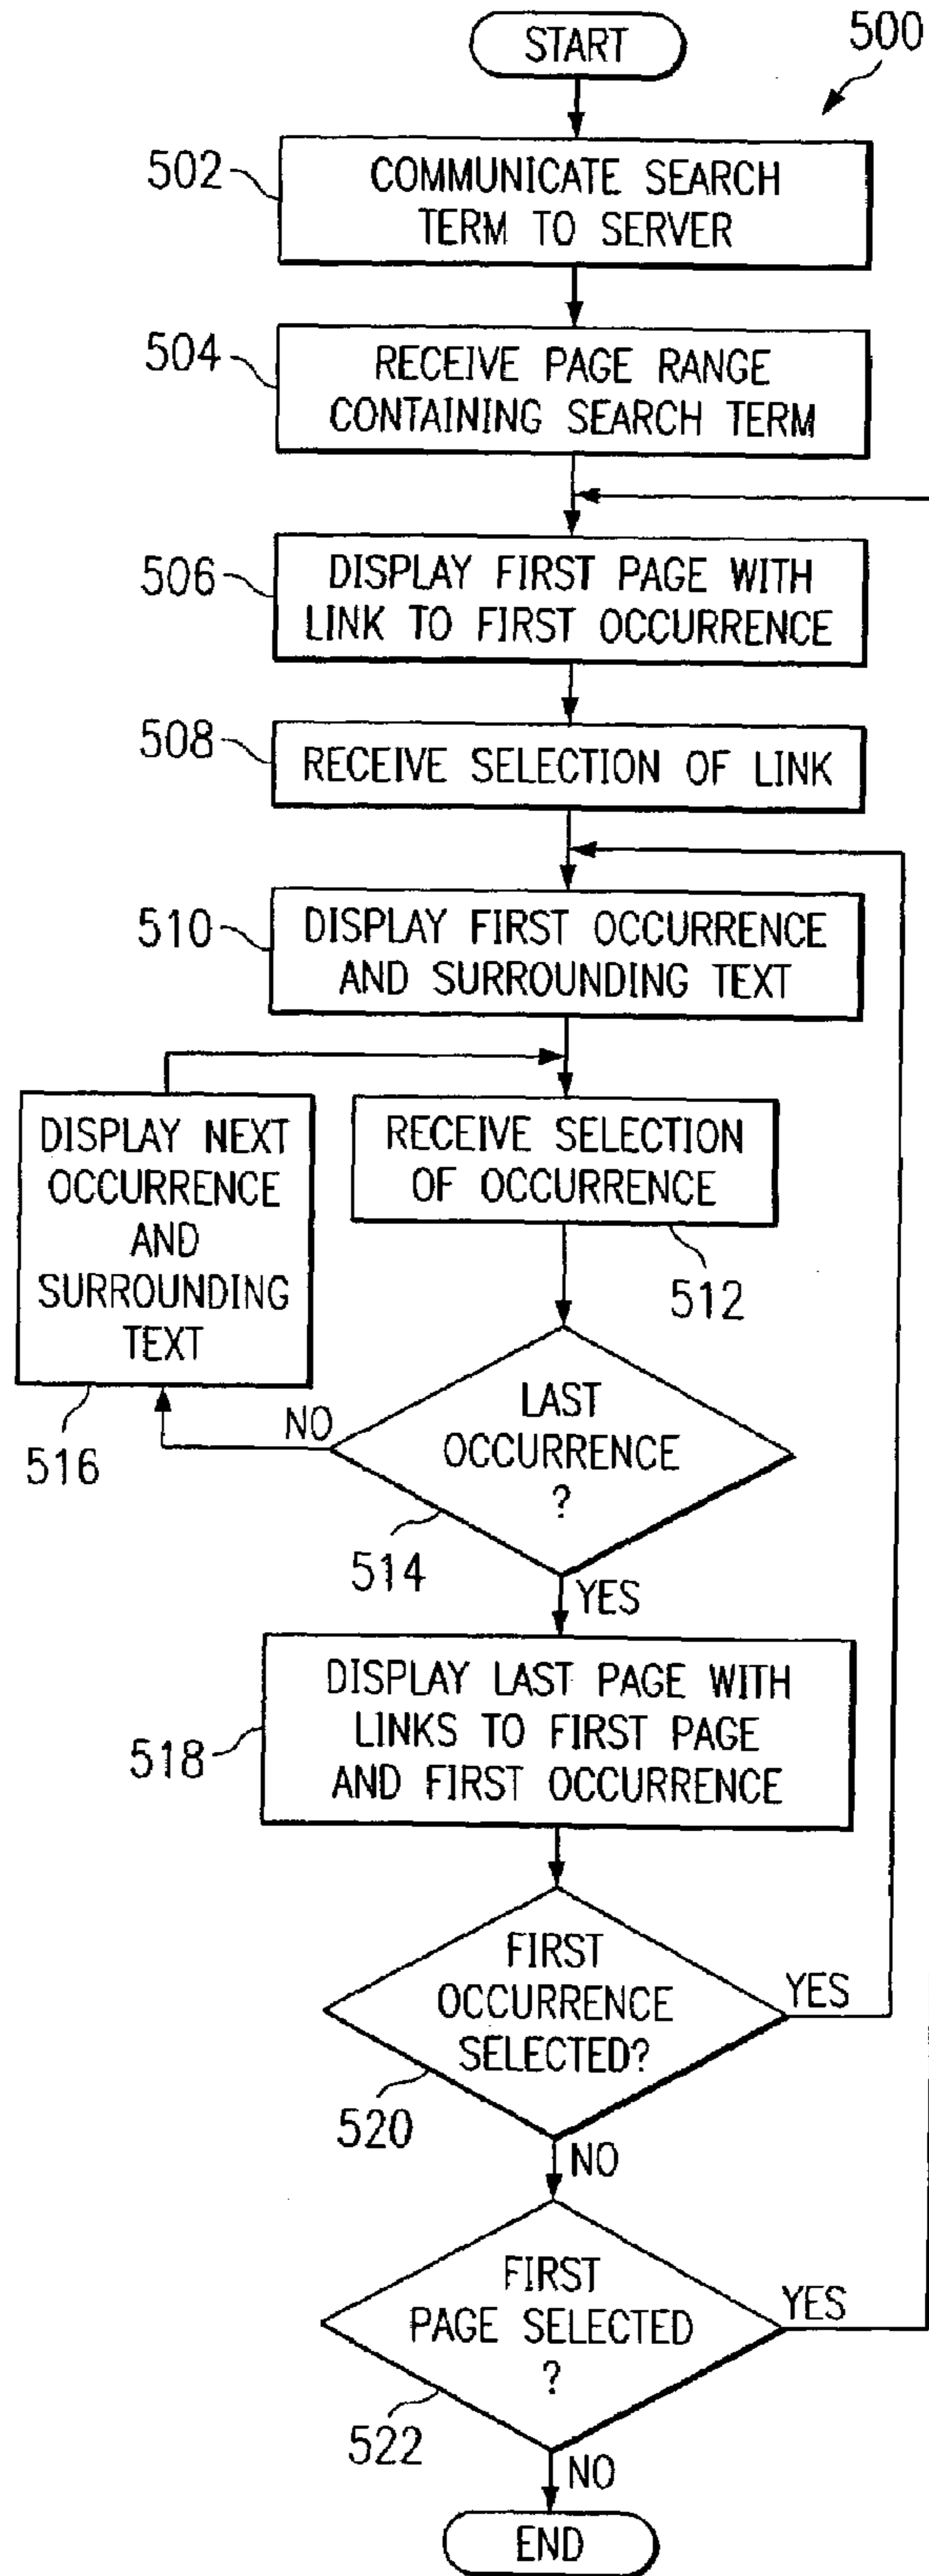 START
500
502
COMMUNICATE SEARCH
TERM TO SERVER
504
RECEIVE PAGE RANGE
CONTAINING SEARCH TERM
506
DISPLAY FIRST PAGE WITH
LINK TO FIRST OCCURRENCE
508
RECEIVE SELECTION OF LINK
510
DISPLAY FIRST OCCURRENCE
AND SURROUNDING TEXT
DISPLAY NEXT
OCCURRENCE
AND
SURROUNDING
TEXT
516
RECEIVE SELECTION
OF OCCURRENCE
512
LAST
OCCURRENCE
?
NO
514
YES
518
DISPLAY LAST PAGE WITH
LINKS TO FIRST PAGE
AND FIRST OCCURRENCE
FIRST
OCCURRENCE
SELECTED?
YES
520
NO
FIRST
PAGE SELECTED
?
YES
522
NO
END